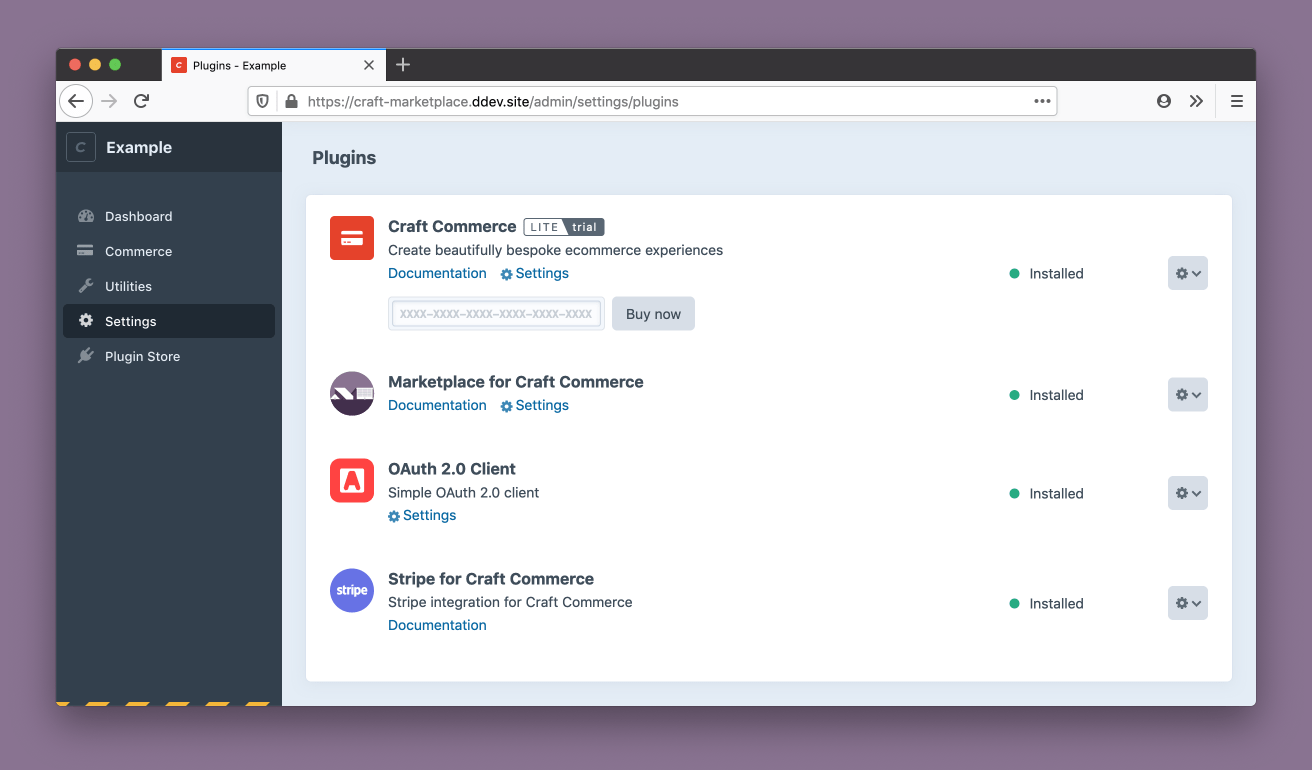 Plugins - Example
https://craft-marketplace.ddev.site/admin/settings/plugins
C Example
Dashboard
Commerce
Utilities
Settings
Plugin Store
Plugins
Craft Commerce LITE trial
Create beautifully bespoke ecommerce experiences
Documentation Settings
Installed
XXXX-XXXX-XXXX-XXXX-XXXX-XXXX Buy now
Marketplace for Craft Commerce
Documentation Settings
Installed
OAuth 2.0 Client
Simple OAuth 2.0 client
Settings
Installed
stripe
Stripe for Craft Commerce
Stripe integration for Craft Commerce
Documentation
Installed